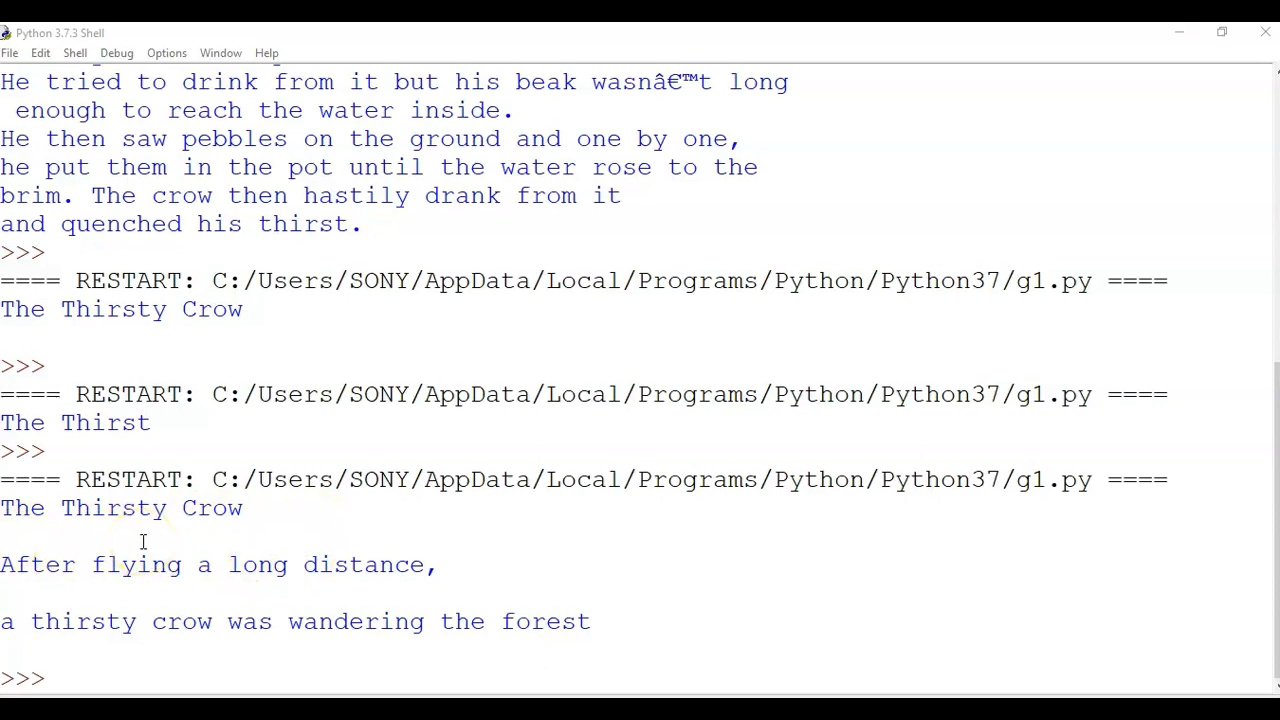 Python 3.7.3 Shell
File Edit Shell Debug Options Window Help
He tried to drink from it but his beak wasnâ€™t long
 enough to reach the water inside.
He then saw pebbles on the ground and one by one,
he put them in the pot until the water rose to the
brim. The crow then hastily drank from it
and quenched his thirst.
>>>
==== RESTART: C:/Users/SONY/AppData/Local/Programs/Python/Python37/g1.py ====
The Thirsty Crow
>>>
==== RESTART: C:/Users/SONY/AppData/Local/Programs/Python/Python37/g1.py ====
The Thirst
>>>
==== RESTART: C:/Users/SONY/AppData/Local/Programs/Python/Python37/g1.py ====
The Thirsty Crow
After flying a long distance,
a thirsty crow was wandering the forest
>>>